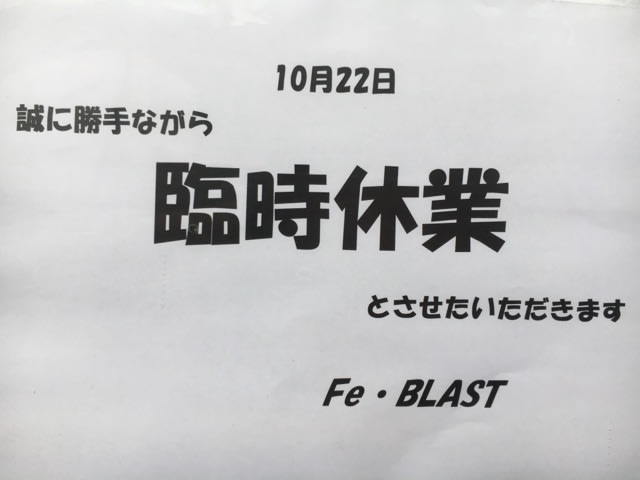 10月22日
誠に勝手ながら
臨時休業
とさせたいただきます
Fe・BLAST